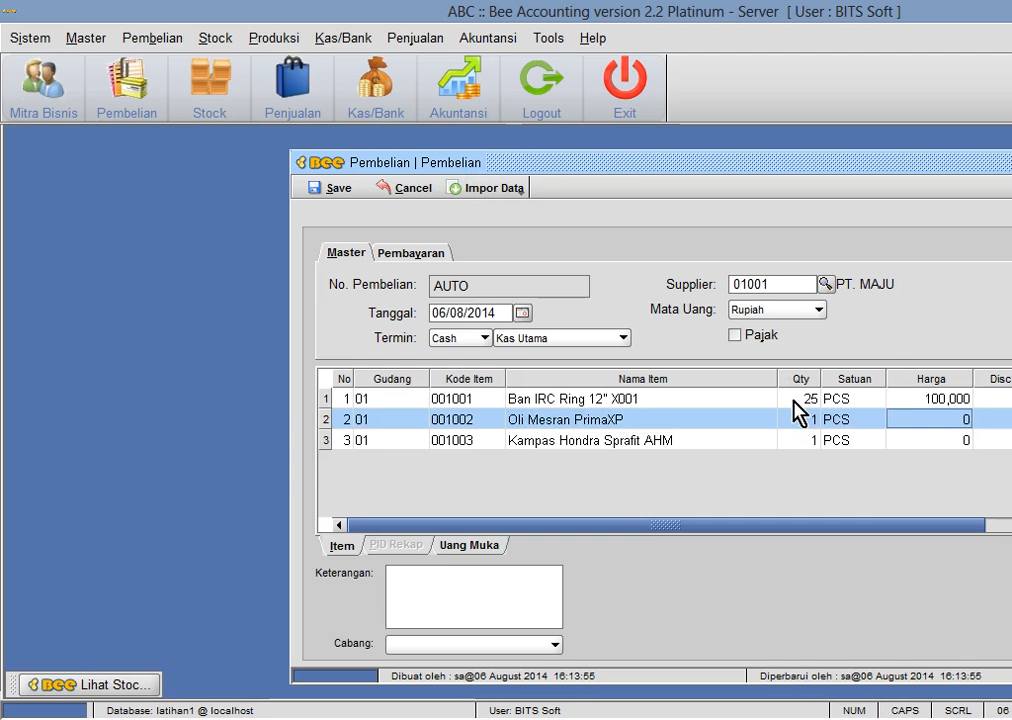 ABC :: Bee Accounting version 2.2 Platinum - Server [ User : BITS Soft ]
Sistem Master Pembelian Stock Produksi Kas/Bank Penjualan Akuntansi Tools Help
Mitra Bisnis Pembelian Stock Penjualan Kas/Bank Akuntansi Logout Exit
BEE Pembelian | Pembelian
Save Cancel Impor Data
Master Pembayaran
No. Pembelian: AUTO Supplier: 01001 PT. MAJU
Tanggal: 06/08/2014 Mata Uang: Rupiah
Termin: Cash Kas Utama Pajak
No Gudang Kode Item Nama Item Qty Satuan Harga Disc
1 1 01 001001 Ban IRC Ring 12" X001 25 PCS 100,000
2 2 01 001002 Oli Mesran PrimaXP 1 PCS 0
3 3 01 001003 Kampas Hondra Sprafit AHM 1 PCS 0
Item PID Rekap Uang Muka
Keterangan:
Cabang:
Dibuat oleh : sa@06 August 2014 16:13:55 Diperbarui oleh : sa@06 August 2014 16:13:55
BEE Lihat Stoc...
Database: latihan1 @ localhost User: BITS Soft NUM CAPS SCRL 06